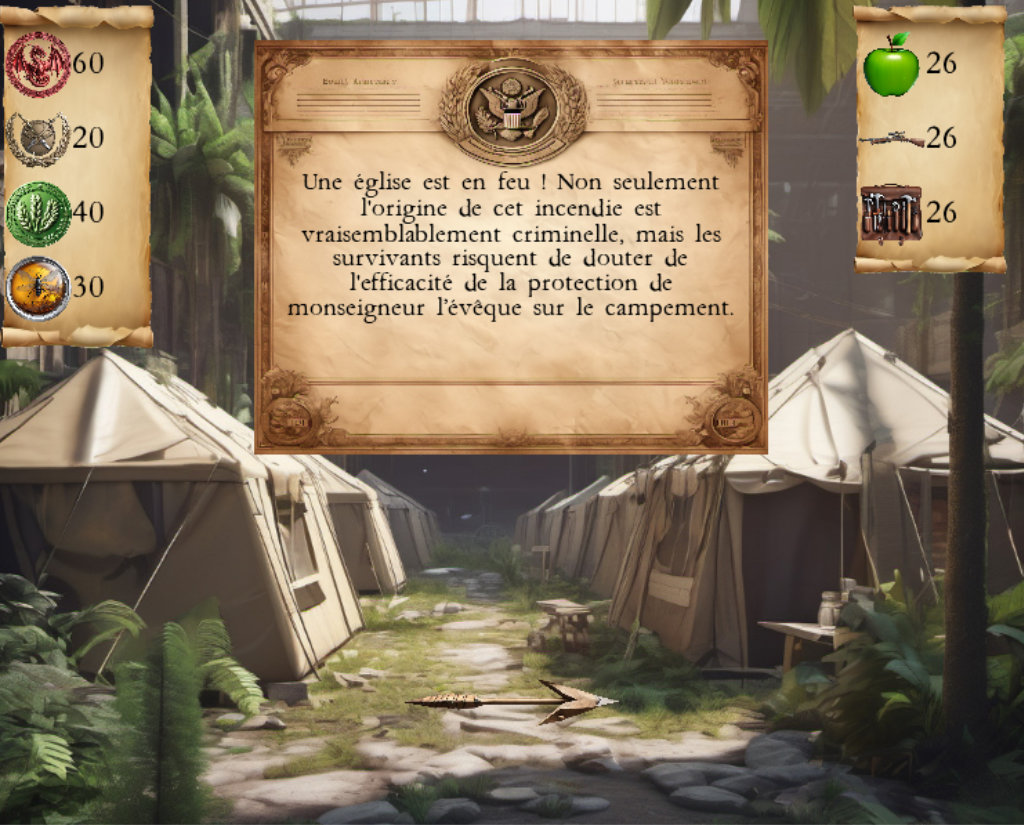 60
20
40
30
Une église est en feu ! Non seulement
l'origine de cet incendie est
vraisemblablement criminelle, mais les
survivants risquent de douter de
l'efficacité de la protection de
monseigneur l'évêque sur le campement.
26
26
26